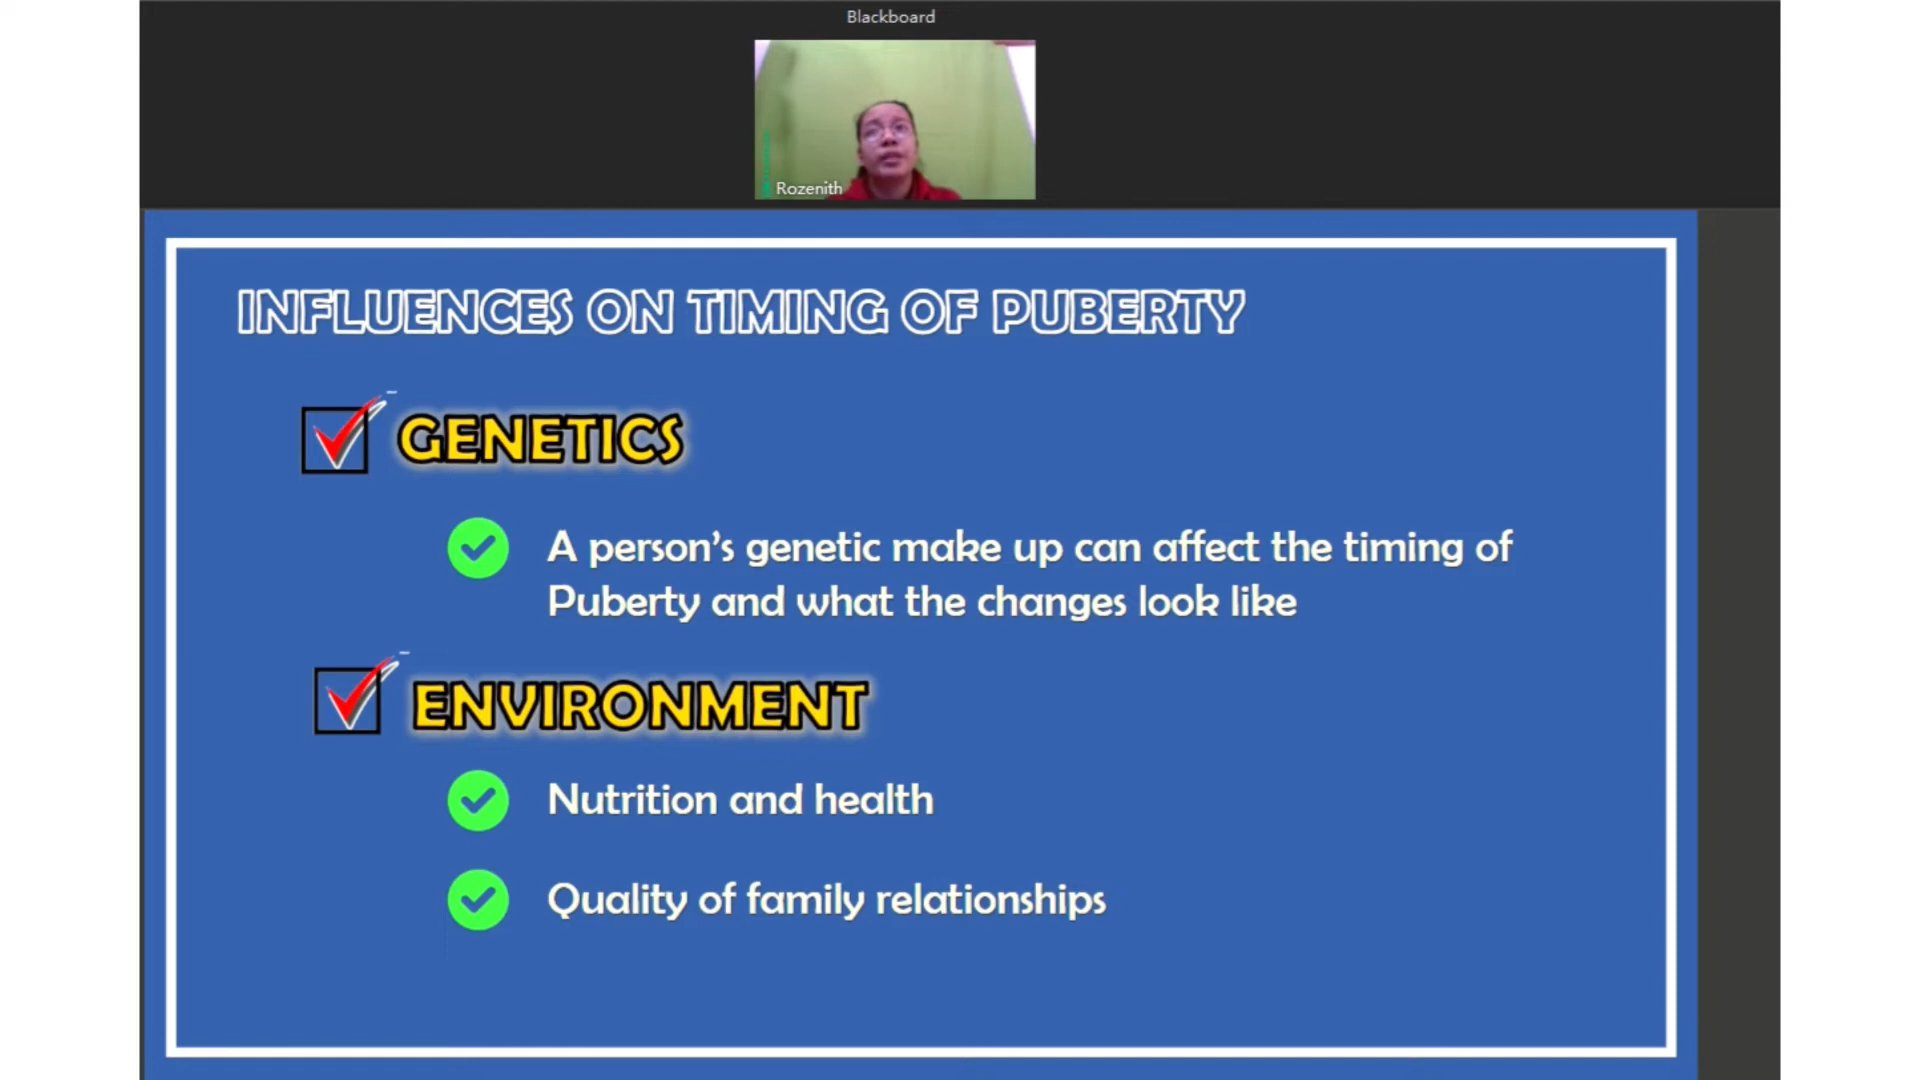 Blackboard
Rozenith
INFLUENCES ON TIMING OF PUBERTY
GENETICS
A person's genetic make up can affect the timing of
Puberty and what the changes look like
ENVIRONMENT
Nutrition and health
Quality of family relationships